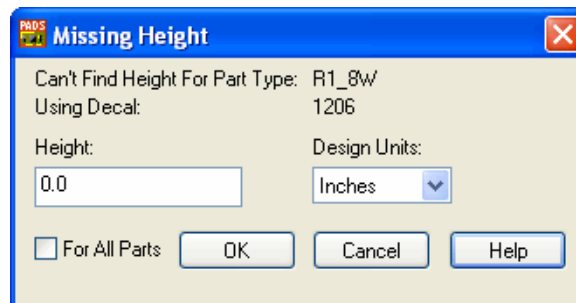 PADS Missing Height
Can't Find Height For Part Type: R1_8W
Using Decal: 1206
Height: Design Units:
0.0 Inches
For All Parts OK Cancel Help